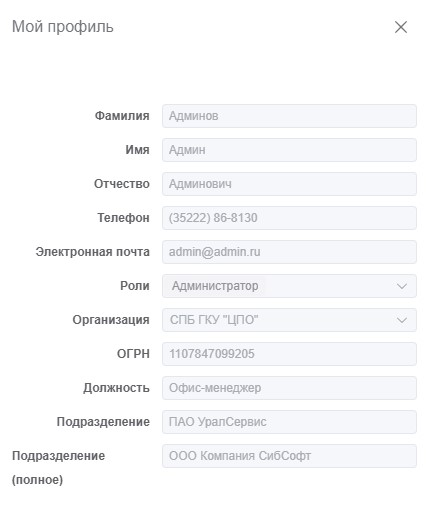 Мой профиль
Фамилия Админов
Имя Админ
Отчество Админович
Телефон (35222) 86-8130
Электронная почта admin@admin.ru
Роли Администратор
Организация СПБ ГКУ "ЦПО"
ОГРН 1107847099205
Должность Офис-менеджер
Подразделение ПАО УралСервис
Подразделение ООО Компания СибСофт
(полное)